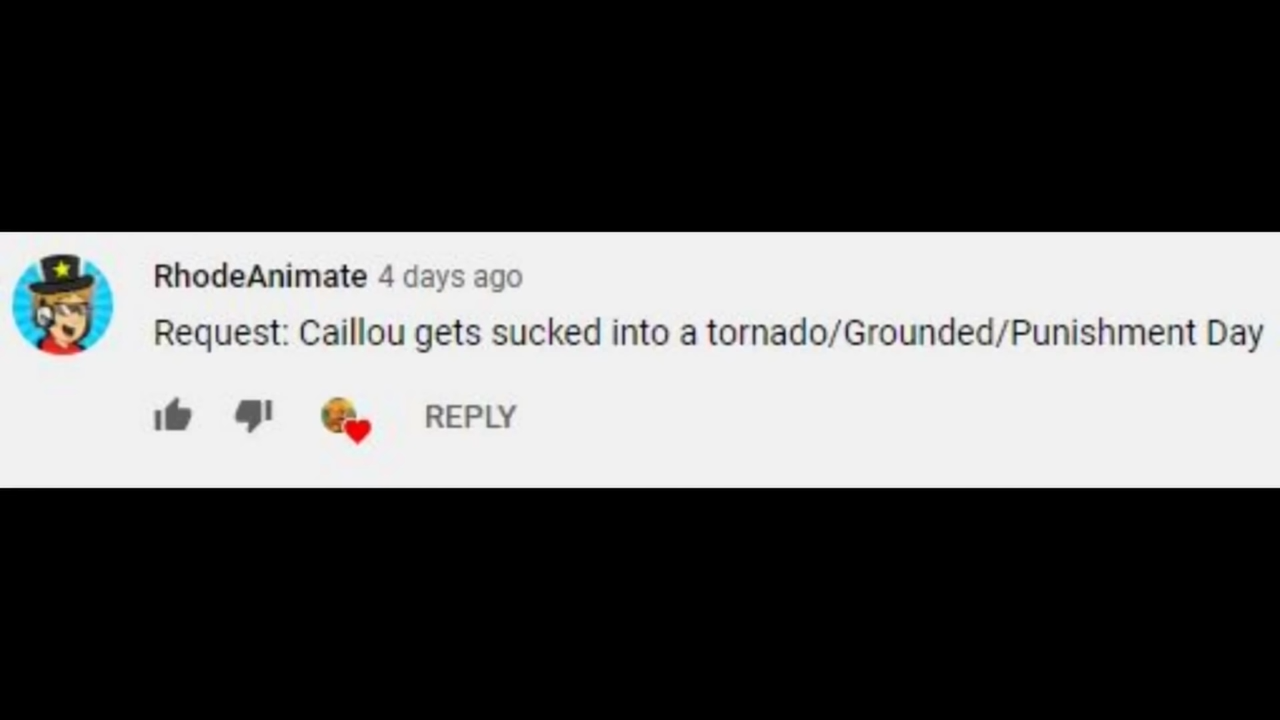 RhodeAnimate 4 days ago
Request: Caillou gets sucked into a tornado/Grounded/Punishment Day
REPLY